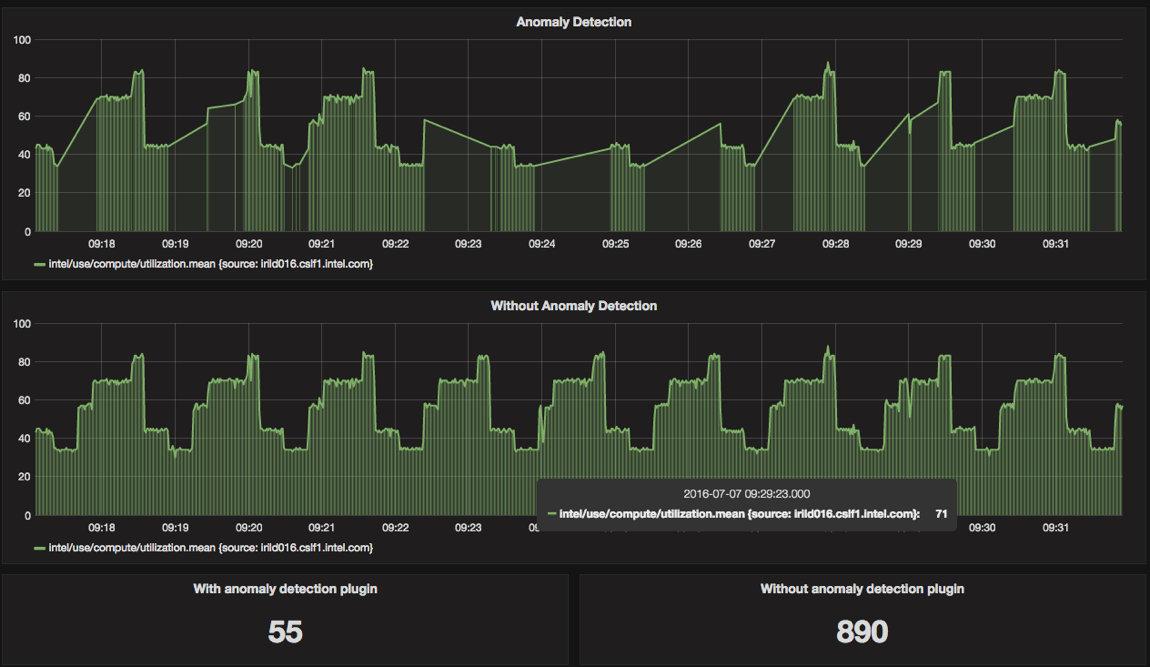 Anomaly Detection
100
80
60
40
20
0
09:18 09:19 09:20 09:21 09:22 09:23 09:24 09:25 09:26 09:27 09:28 09:29 09:30 09:31
intel/use/compute/utilization.mean {source: irild016.cslf1.intel.com}
Without Anomaly Detection
100
80
60
40
20
0
2016-07-07 09:29:23.000
intel/use/compute/utilization.mean {source: irild016.cslf1.intel.com}: 71
09:18 09:19 09:20 09:21 09:22 09:23 09:30 09:31
intel/use/compute/utilization.mean {source: irild016.cslf1.intel.com}
With anomaly detection plugin
55
Without anomaly detection plugin
890